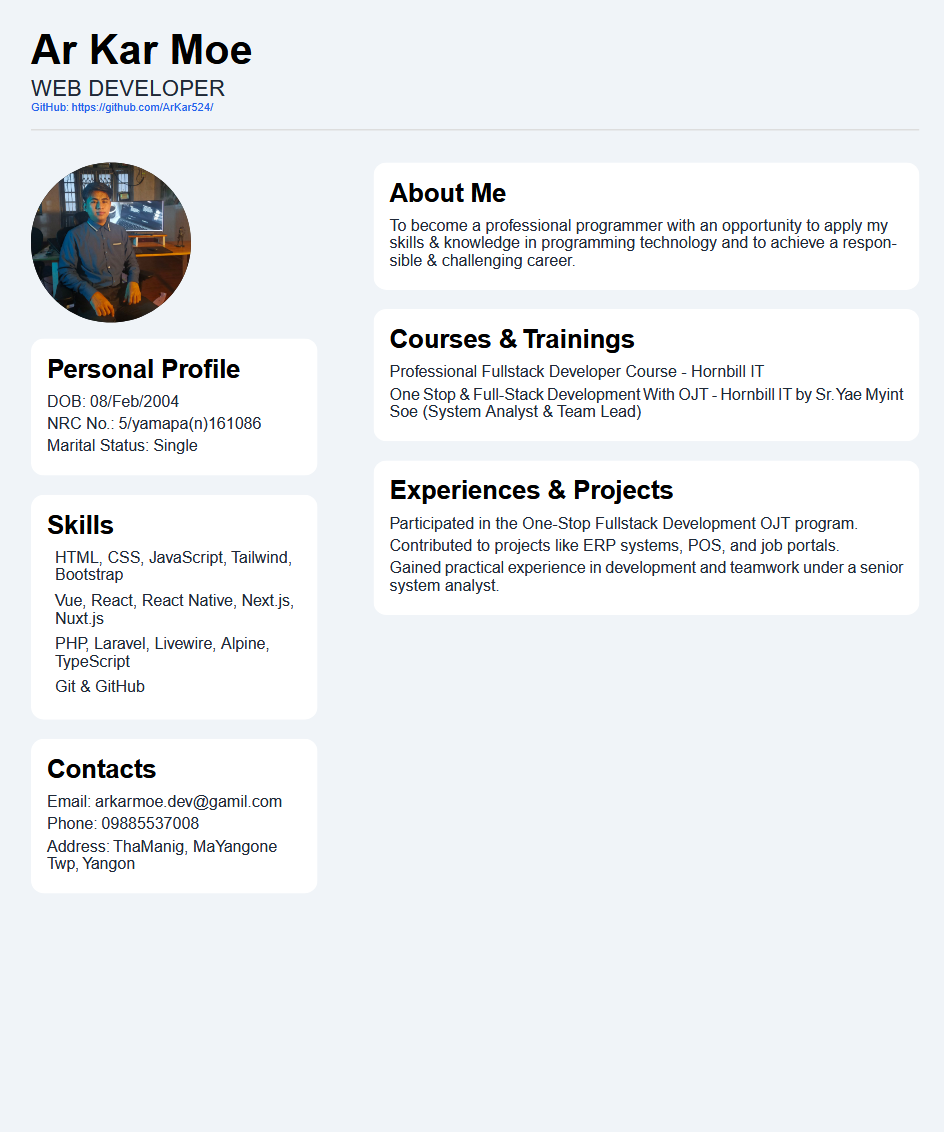 Ar Kar Moe
WEB DEVELOPER
GitHub: https://github.com/ArKar524/
Personal Profile
DOB: 08/Feb/2004
NRC No.: 5/yamapa(n)161086
Marital Status: Single
Skills
HTML, CSS, JavaScript, Tailwind,
Bootstrap
Vue, React, React Native, Next.js,
Nuxt.js
PHP, Laravel, Livewire, Alpine,
TypeScript
Git & GitHub
Contacts
Email: arkarmoe.dev@gamil.com
Phone: 09885537008
Address: ThaManig, MaYangone
Twp, Yangon
About Me
To become a professional programmer with an opportunity to apply my
skills & knowledge in programming technology and to achieve a respon-
sible & challenging career.
Courses & Trainings
Professional Fullstack Developer Course - Hornbill IT
One Stop & Full-Stack Development With OJT - Hornbill IT by Sr. Yae Myint
Soe (System Analyst & Team Lead)
Experiences & Projects
Participated in the One-Stop Fullstack Development OJT program.
Contributed to projects like ERP systems, POS, and job portals.
Gained practical experience in development and teamwork under a senior
system analyst.